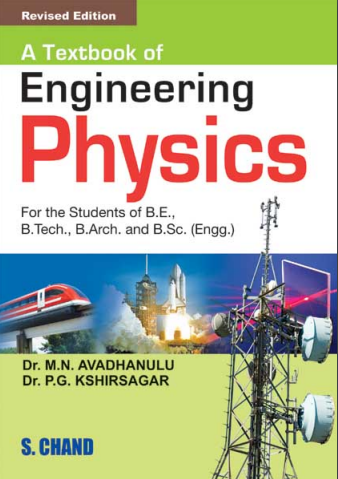 Revised Edition
A Textbook of
Engineering
Physics
For the Students of B.E.,
B.Tech., B.Arch. and B.Sc. (Engg.)
Dr. M.N. AVADHANULU
Dr. P.G. KSHIRSAGAR
S. CHAND